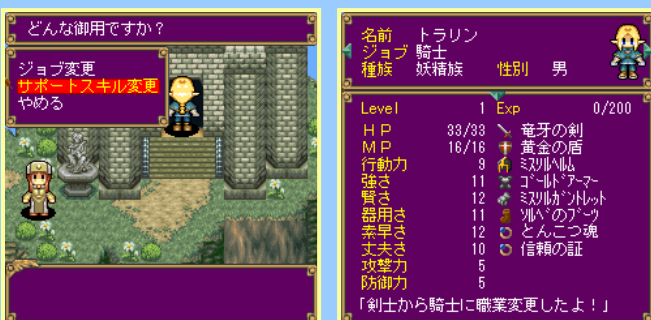 どんな御用ですか？
ジョブ変更
サポートスキル変更
やめる
名前 トラリン
ジョブ 騎士
種族 妖精族 性別 男
Level 1 Exp 0/200
ＨＰ 33/33 竜牙の剣
ＭＰ 16/16 黄金の盾
行動力 9 ﾐｽﾘﾙﾍﾙﾑ
強さ 11 ｺﾞｰﾙﾄﾞｱｰﾏｰ
賢さ 12 ﾐｽﾘﾙｶﾞﾝﾄﾚｯﾄ
器用さ 11 ｿﾙﾍﾞのﾌﾞｰﾂ
素早さ 12 とんこつ魂
丈夫さ 10 信頼の証
攻撃力 5
防御力 5
「剣士から騎士に職業変更したよ！」